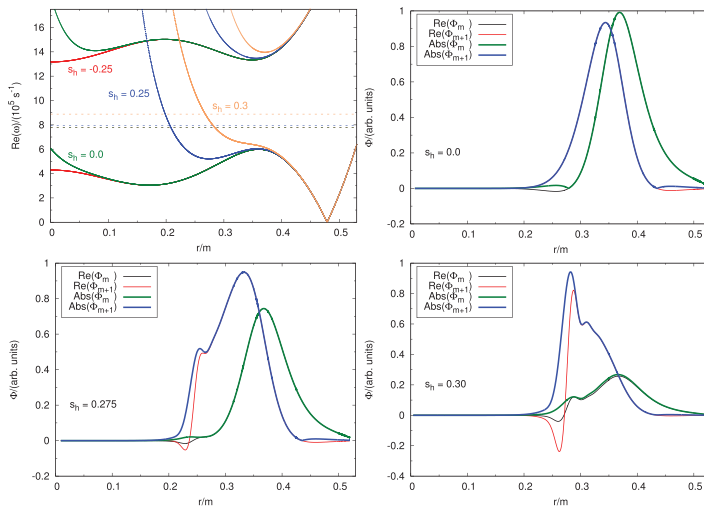 Re(ω)/(10⁵ s⁻¹)
16
14
12
10
8
6
4
2
0
s_h = -0.25
s_h = 0.25
s_h = 0.3
s_h = 0.0
0 0.1 0.2 0.3 0.4 0.5
r/m
Φ/(arb. units)
1
0.8
0.6
0.4
0.2
0
-0.2
Re(Φ_m)
Re(Φ_m+1)
Abs(Φ_m)
Abs(Φ_m+1)
s_h = 0.0
0 0.1 0.2 0.3 0.4 0.5
r/m
Φ/(arb. units)
1
0.8
0.6
0.4
0.2
0
-0.2
Re(Φ_m)
Re(Φ_m+1)
Abs(Φ_m)
Abs(Φ_m+1)
s_h = 0.275
0 0.1 0.2 0.3 0.4 0.5
r/m
Φ/(arb. units)
1
0.8
0.6
0.4
0.2
0
-0.2
-0.4
Re(Φ_m)
Re(Φ_m+1)
Abs(Φ_m)
Abs(Φ_m+1)
s_h = 0.30
0 0.1 0.2 0.3 0.4 0.5
r/m